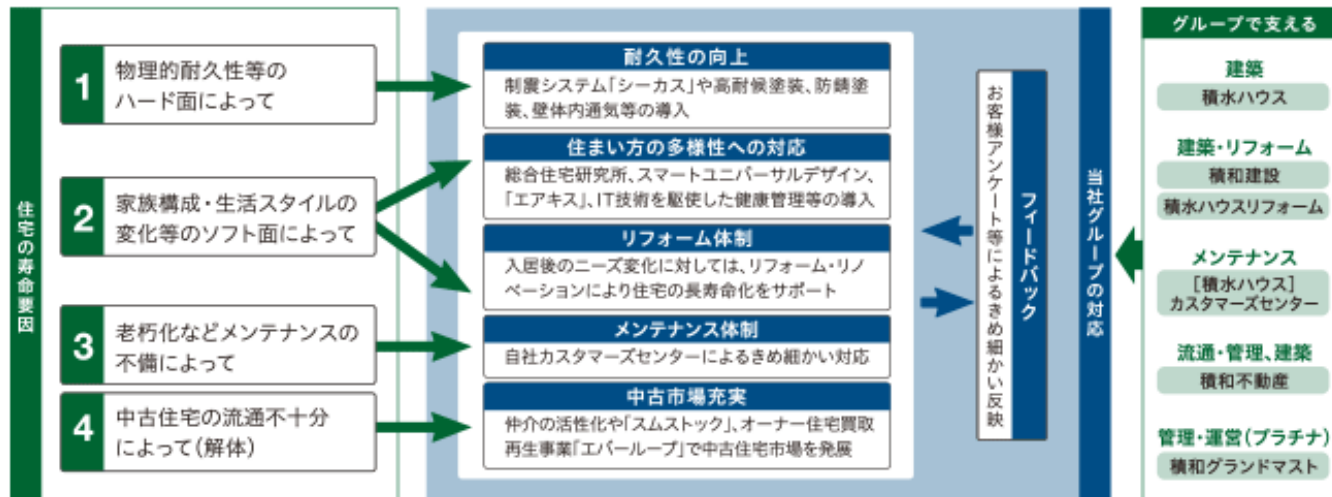 住宅の寿命要因
1
物理的耐久性等の
ハード面によって
2
家族構成・生活スタイルの
変化等のソフト面によって
3
老朽化などメンテナンスの
不備によって
4
中古住宅の流通不十分
によって(解体)
耐久性の向上
制震システム「シーカス」や高耐候塗装、防錆塗
装、壁体内通気等の導入
住まい方の多様性への対応
総合住宅研究所、スマートユニバーサルデザイン、
「エアキス」、IT技術を駆使した健康管理等の導入
リフォーム体制
入居後のニーズ変化に対しては、リフォーム・リノ
ベーションにより住宅の長寿命化をサポート
メンテナンス体制
自社カスタマーズセンターによるきめ細かい対応
中古市場充実
仲介の活性化や「スムストック」、オーナー住宅買取
再生事業「エバーループ」で中古住宅市場を発展
お客様アンケート等によるきめ細かい反映
フィードバック
当社グループの対応
グループで支える
建築
積水ハウス
建築・リフォーム
積和建設
積水ハウスリフォーム
メンテナンス
[積水ハウス]
カスタマーズセンター
流通・管理、建築
積和不動産
管理・運営(プラチナ)
積和グランドマスト